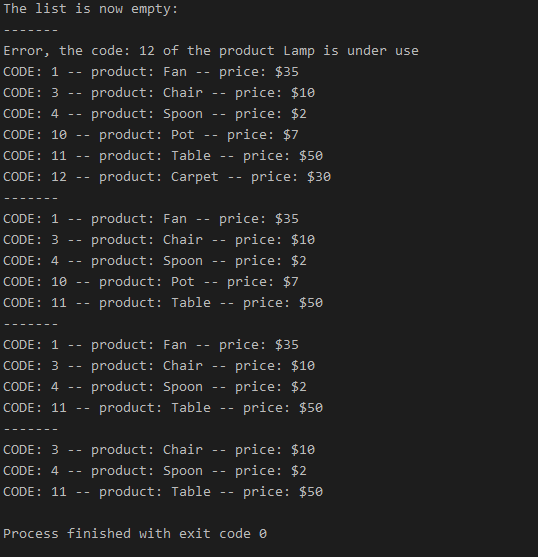 The list is now empty:
-------
Error, the code: 12 of the product Lamp is under use
CODE: 1 -- product: Fan -- price: $35
CODE: 3 -- product: Chair -- price: $10
CODE: 4 -- product: Spoon -- price: $2
CODE: 10 -- product: Pot -- price: $7
CODE: 11 -- product: Table -- price: $50
CODE: 12 -- product: Carpet -- price: $30
-------
CODE: 1 -- product: Fan -- price: $35
CODE: 3 -- product: Chair -- price: $10
CODE: 4 -- product: Spoon -- price: $2
CODE: 10 -- product: Pot -- price: $7
CODE: 11 -- product: Table -- price: $50
-------
CODE: 1 -- product: Fan -- price: $35
CODE: 3 -- product: Chair -- price: $10
CODE: 4 -- product: Spoon -- price: $2
CODE: 11 -- product: Table -- price: $50
-------
CODE: 3 -- product: Chair -- price: $10
CODE: 4 -- product: Spoon -- price: $2
CODE: 11 -- product: Table -- price: $50

Process finished with exit code 0